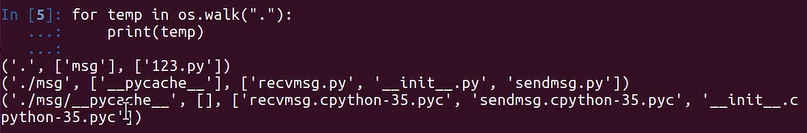 In [5]: for temp in os.walk("."):
   ...:     print(temp)
   ...:
('.', ['msg'], ['123.py'])
('./msg', ['__pycache__'], ['recvmsg.py', '__init__.py', 'sendmsg.py'])
('./msg/__pycache__', [], ['recvmsg.cpython-35.pyc', 'sendmsg.cpython-35.pyc', '__init__.c
python-35.pyc'])